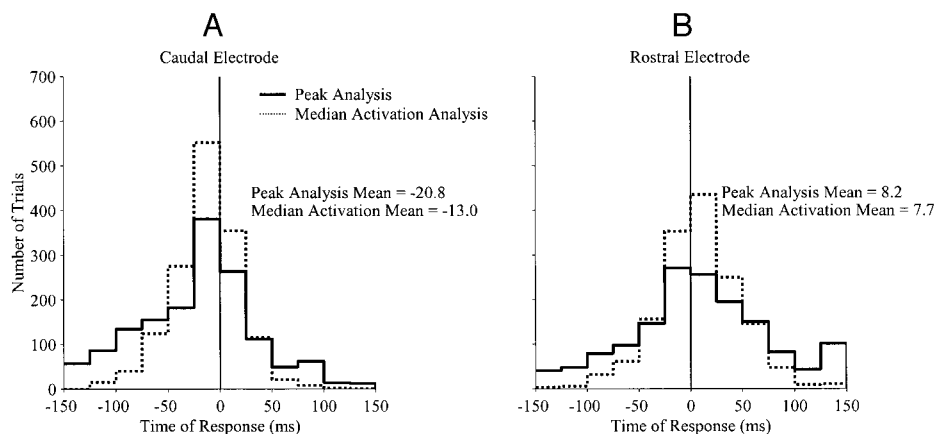 A
Caudal Electrode
700
600
500
400
300
200
100
0
Number of Trials
Peak Analysis
Median Activation Analysis
Peak Analysis Mean = -20.8
Median Activation Mean = -13.0
-150 -100 -50 0 50 100 150
Time of Response (ms)
B
Rostral Electrode
Peak Analysis Mean = 8.2
Median Activation Mean = 7.7
-150 -100 -50 0 50 100 150
Time of Response (ms)